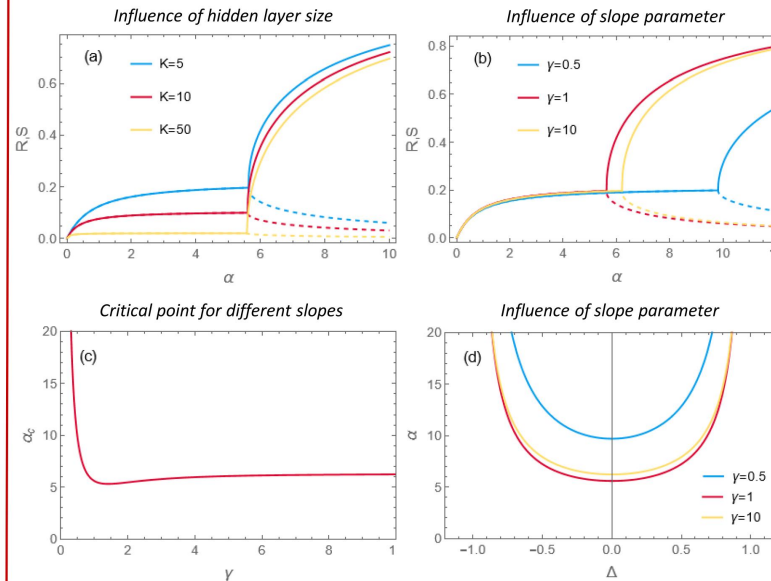 Influence of hidden layer size
Influence of slope parameter
(a)
K=5
K=10
K=50
R,S
0.6
0.4
0.2
0.0
0 2 4 6 8 10
α
(b)
γ=0.5
γ=1
γ=10
R,S
0.8
0.6
0.4
0.2
0.0
0 2 4 6 8 10
α
Critical point for different slopes
Influence of slope parameter
(c)
αc
20
15
10
5
0
0 2 4 6 8 1
γ
(d)
α
20
15
10
5
0
-1.0 -0.5 0.0 0.5 1.0
Δ
γ=0.5
γ=1
γ=10